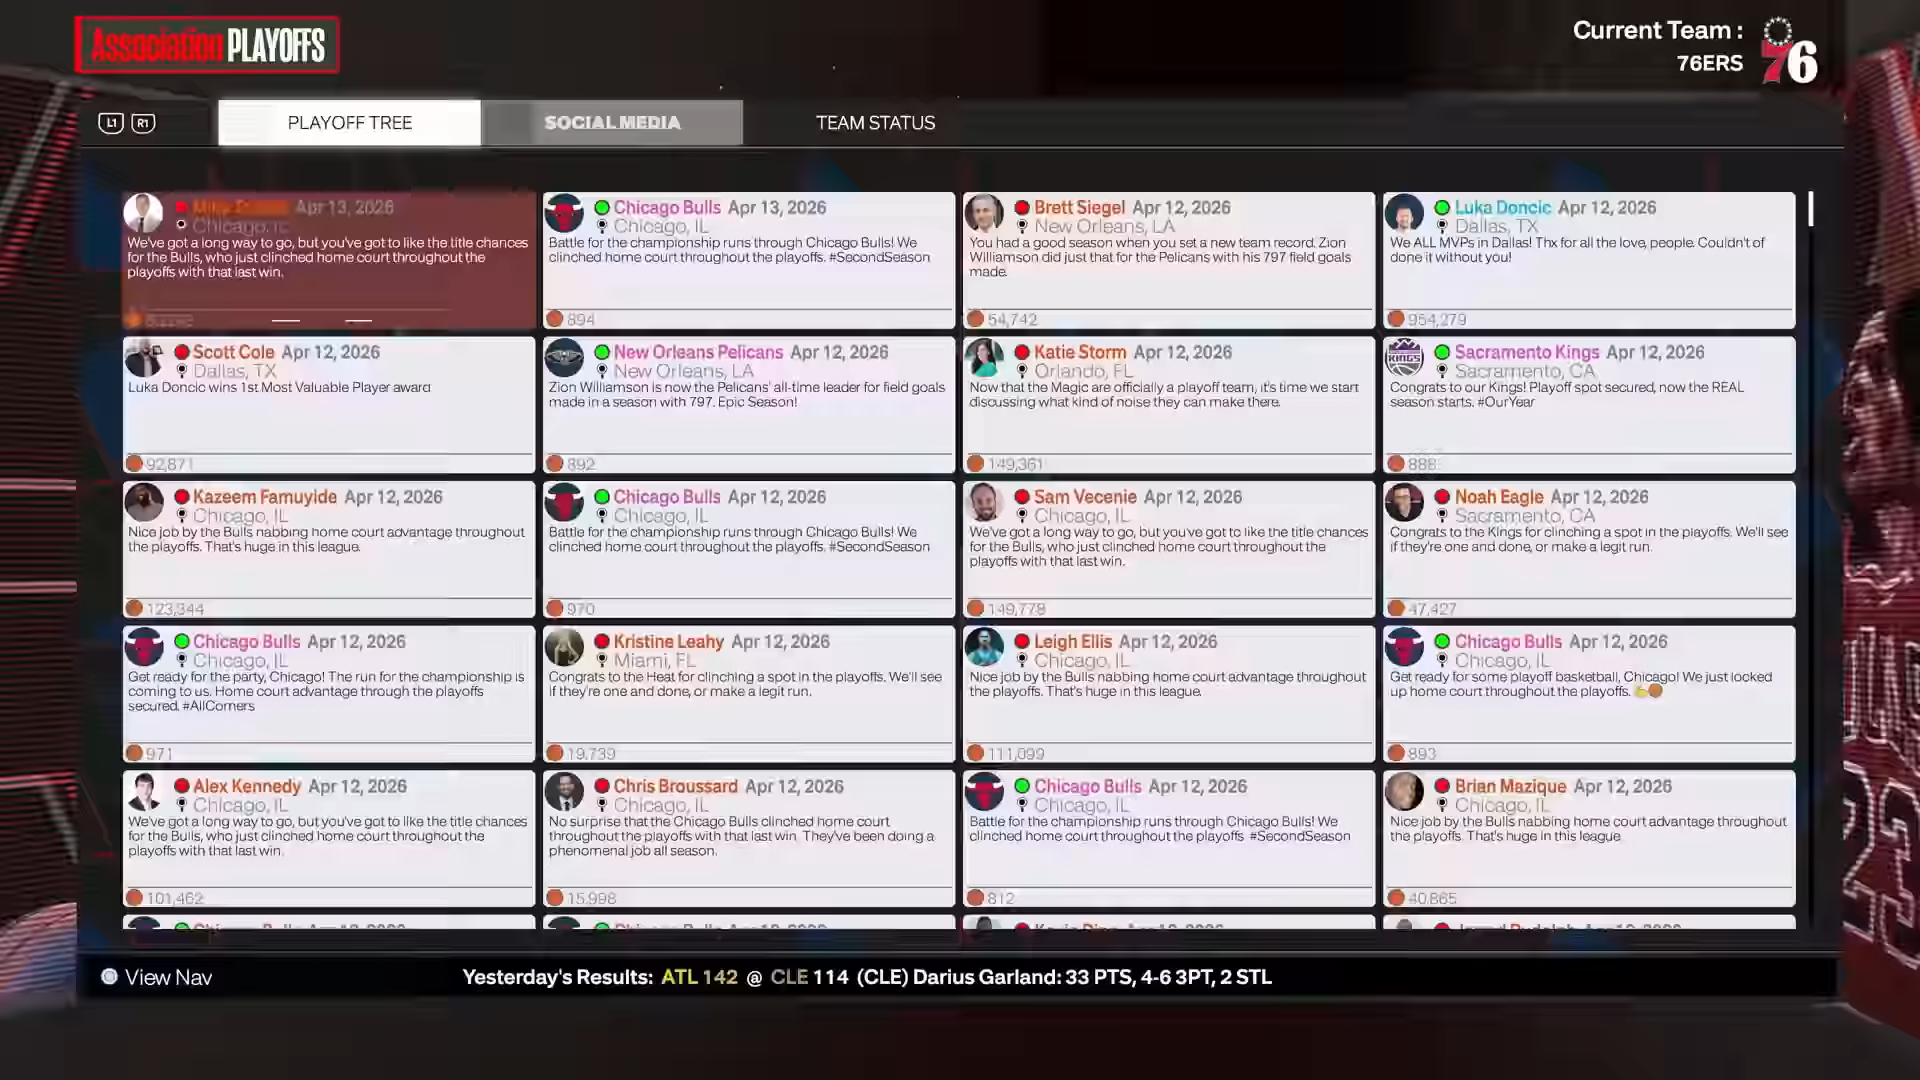 Association PLAYOFFS
Current Team :
76ERS
76
L1 R1
PLAYOFF TREE
SOCIAL MEDIA
TEAM STATUS
Apr 13, 2026
Chicago, IL
We've got a long way to go, but you've got to like the title chances
for the Bulls, who just clinched home court throughout the
playoffs with that last win.
Chicago Bulls Apr 13, 2026
Chicago, IL
Battle for the championship runs through Chicago Bulls! We
clinched home court throughout the playoffs. #SecondSeason
894
Brett Siegel Apr 12, 2026
New Orleans, LA
You had a good season when you set a new team record. Zion
Williamson did just that for the Pelicans with his 797 field goals
made.
54,742
Luka Doncic Apr 12, 2026
Dallas, TX
We ALL MVPs in Dallas! Thx for all the love, people. Couldn't of
done it without you!
954,279
Scott Cole Apr 12, 2026
Dallas, TX
Luka Doncic wins 1st Most Valuable Player award
92,871
New Orleans Pelicans Apr 12, 2026
New Orleans, LA
Zion Williamson is now the Pelicans' all-time leader for field goals
made in a season with 797. Epic Season!
892
Katie Storm Apr 12, 2026
Orlando, FL
Now that the Magic are officially a playoff team, it's time we start
discussing what kind of noise they can make there.
149,361
Sacramento Kings Apr 12, 2026
Sacramento, CA
Congrats to our Kings! Playoff spot secured, now the REAL
season starts. #OurYear
888
Kazeem Famuyide Apr 12, 2026
Chicago, IL
Nice job by the Bulls nabbing home court advantage throughout
the playoffs. That's huge in this league.
123,344
Chicago Bulls Apr 12, 2026
Chicago, IL
Battle for the championship runs through Chicago Bulls! We
clinched home court throughout the playoffs. #SecondSeason
970
Sam Vecenie Apr 12, 2026
Chicago, IL
We've got a long way to go, but you've got to like the title chances
for the Bulls, who just clinched home court throughout the
playoffs with that last win.
149,778
Noah Eagle Apr 12, 2026
Sacramento, CA
Congrats to the Kings for clinching a spot in the playoffs. We'll see
if they're one and done, or make a legit run.
47,427
Chicago Bulls Apr 12, 2026
Chicago, IL
Get ready for the party, Chicago! The run for the championship is
coming to us. Home court advantage through the playoffs
secured. #AllCorners
971
Kristine Leahy Apr 12, 2026
Miami, FL
Congrats to the Heat for clinching a spot in the playoffs. We'll see
if they're one and done, or make a legit run.
19,739
Leigh Ellis Apr 12, 2026
Chicago, IL
Nice job by the Bulls nabbing home court advantage throughout
the playoffs. That's huge in this league.
111,099
Chicago Bulls Apr 12, 2026
Chicago, IL
Get ready for some playoff basketball, Chicago! We just locked
up home court throughout the playoffs. 💪🏀
893
Alex Kennedy Apr 12, 2026
Chicago, IL
We've got a long way to go, but you've got to like the title chances
for the Bulls, who just clinched home court throughout the
playoffs with that last win.
101,462
Chris Broussard Apr 12, 2026
Chicago, IL
No surprise that the Chicago Bulls clinched home court
throughout the playoffs with that last win. They've been doing a
phenomenal job all season.
15,998
Chicago Bulls Apr 12, 2026
Chicago, IL
Battle for the championship runs through Chicago Bulls! We
clinched home court throughout the playoffs #SecondSeason
812
Brian Mazique Apr 12, 2026
Chicago, IL
Nice job by the Bulls nabbing home court advantage throughout
the playoffs. That's huge in this league
40,865
View Nav
Yesterday's Results: ATL 142 @ CLE 114 (CLE) Darius Garland: 33 PTS, 4-6 3PT, 2 STL
23